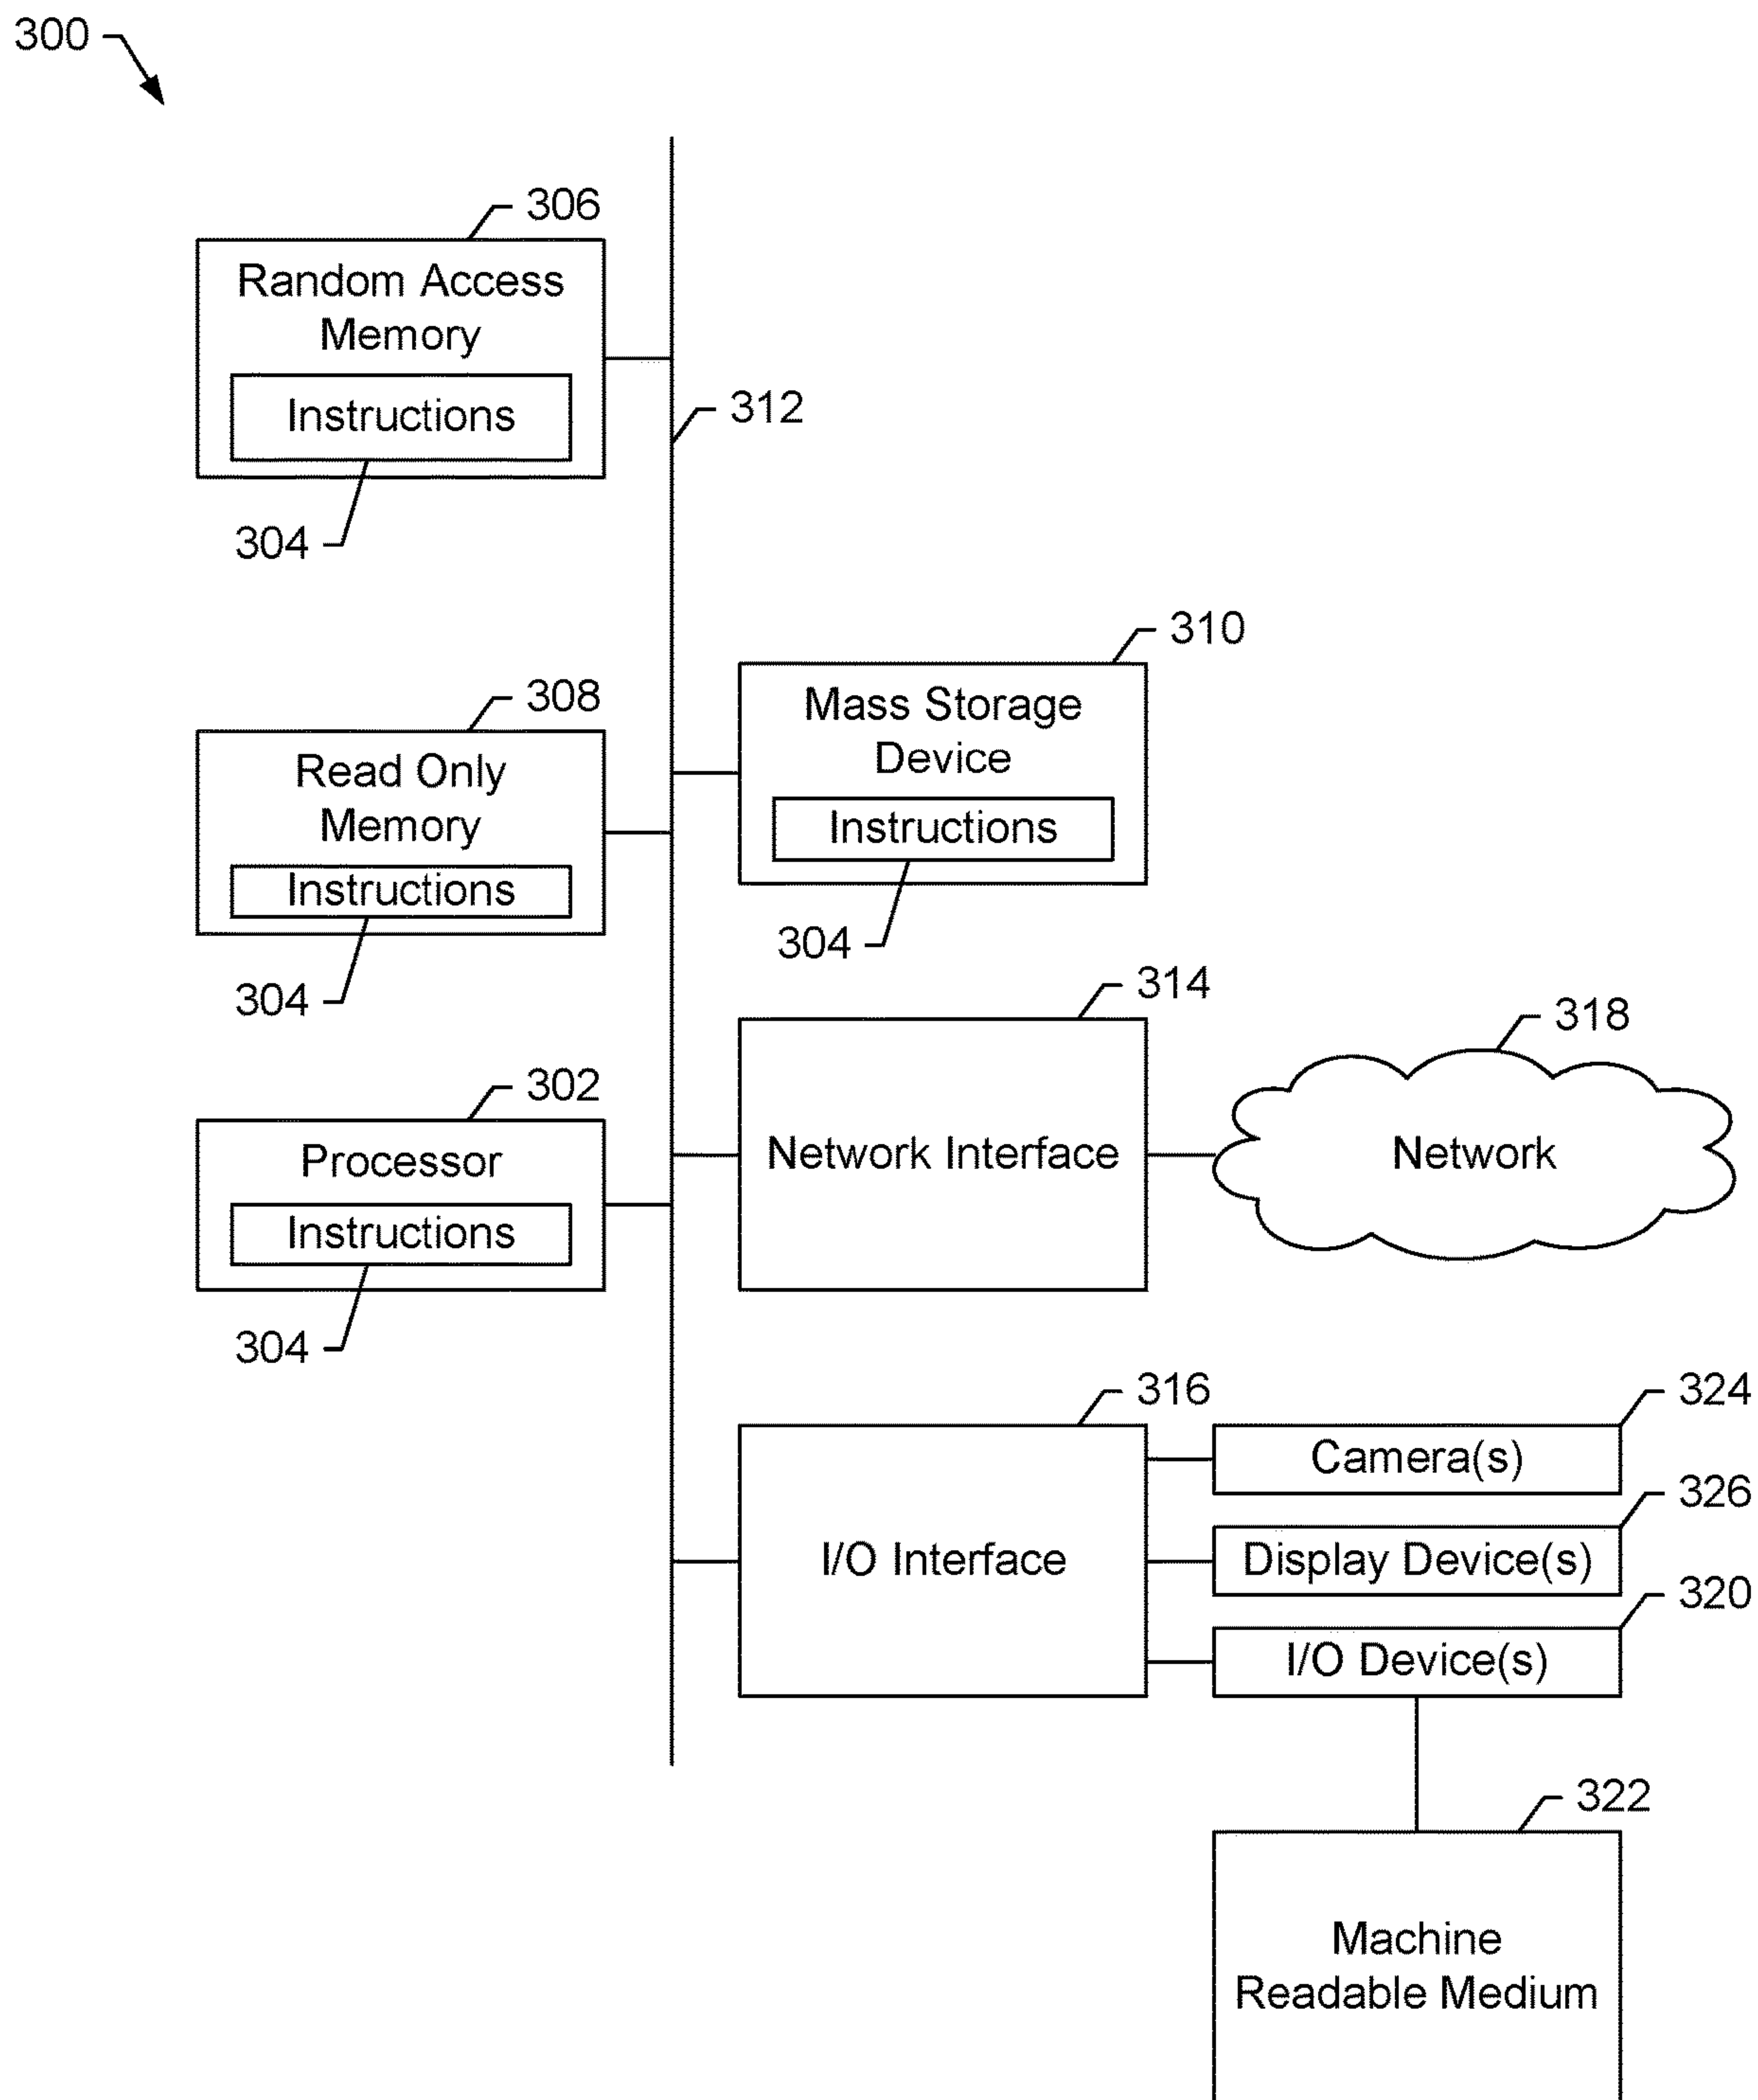 300
306
Random Access
Memory
Instructions
304
312
310
Mass Storage
Device
Instructions
304
308
Read Only
Memory
Instructions
304
314
Network Interface
318
Network
302
Processor
Instructions
304
316
I/O Interface
324
Camera(s)
326
Display Device(s)
320
I/O Device(s)
322
Machine
Readable Medium